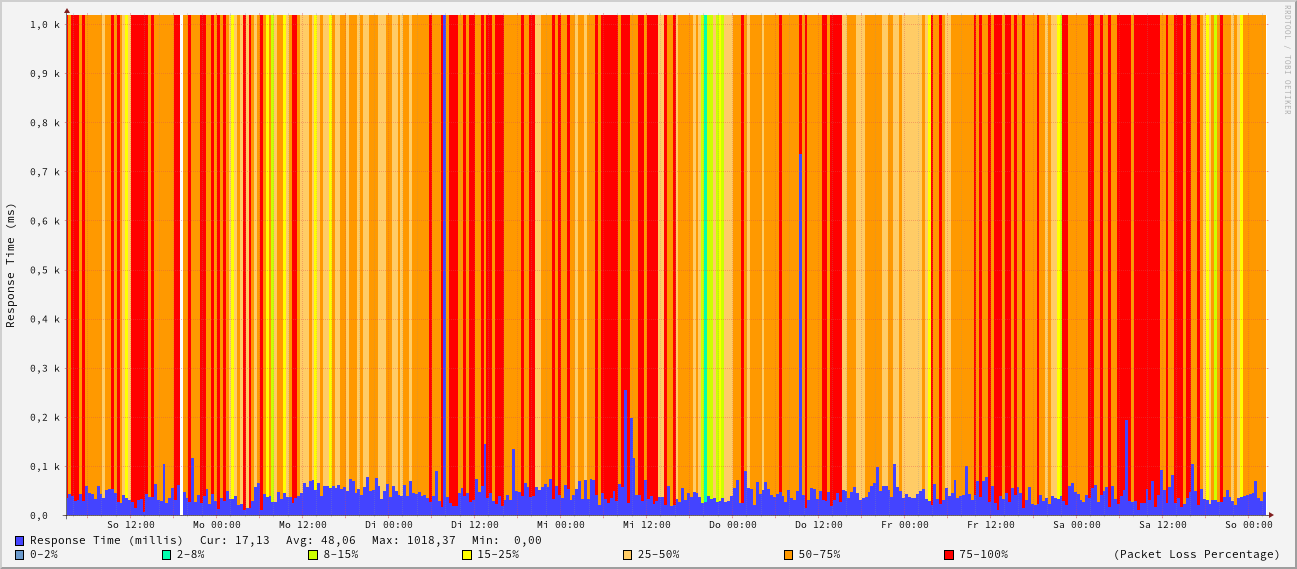 1,0 k
0,9 k
0,8 k
0,7 k
0,6 k
0,5 k
0,4 k
0,3 k
0,2 k
0,1 k
0,0
Response Time (ms)
RRDTOOL / TOBI OETIKER
So 12:00 Mo 00:00 Mo 12:00 Di 00:00 Di 12:00 Mi 00:00 Mi 12:00 Do 00:00 Do 12:00 Fr 00:00 Fr 12:00 Sa 00:00 Sa 12:00 So 00:00
Response Time (millis) Cur: 17,13 Avg: 48,06 Max: 1018,37 Min: 0,00
0-2% 2-8% 8-15% 15-25% 25-50% 50-75% 75-100% (Packet Loss Percentage)